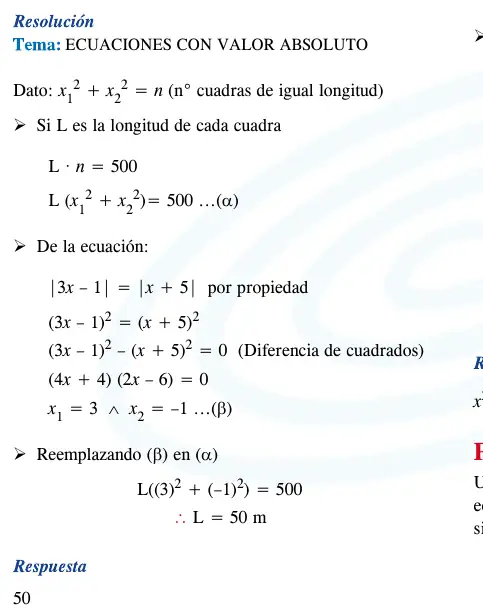 Resolución
Tema: ECUACIONES CON VALOR ABSOLUTO
Dato: x₁² + x₂² = n (n° cuadras de igual longitud)
➢ Si L es la longitud de cada cuadra
L · n = 500
L (x₁² + x₂²)= 500 …(α)
➢ De la ecuación:
|3x – 1| = |x + 5| por propiedad
(3x – 1)² = (x + 5)²
(3x – 1)² – (x + 5)² = 0 (Diferencia de cuadrados)
(4x + 4) (2x – 6) = 0
x₁ = 3 ∧ x₂ = –1 …(β)
➢ Reemplazando (β) en (α)
L((3)² + (–1)²) = 500
∴ L = 50 m
Respuesta
50